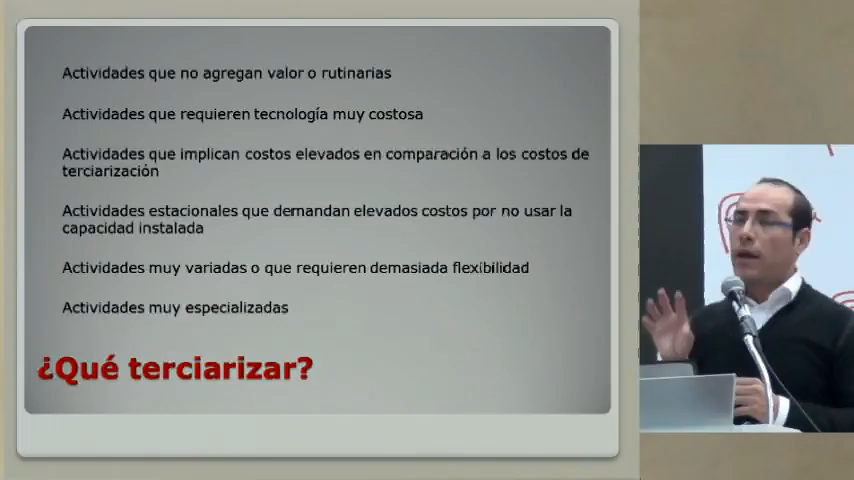 Actividades que no agregan valor o rutinarias
Actividades que requieren tecnología muy costosa
Actividades que implican costos elevados en comparación a los costos de
terciarización
Actividades estacionales que demandan elevados costos por no usar la
capacidad instalada
Actividades muy variadas o que requieren demasiada flexibilidad
Actividades muy especializadas
¿Qué terciarizar?